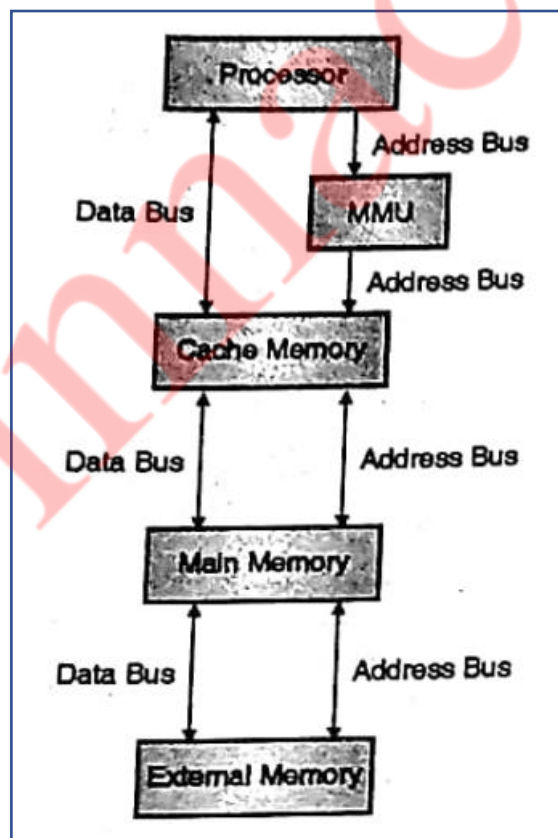 Processor
Address Bus
Data Bus
MMU
Address Bus
Cache Memory
Data Bus
Address Bus
Main Memory
Data Bus
Address Bus
External Memory